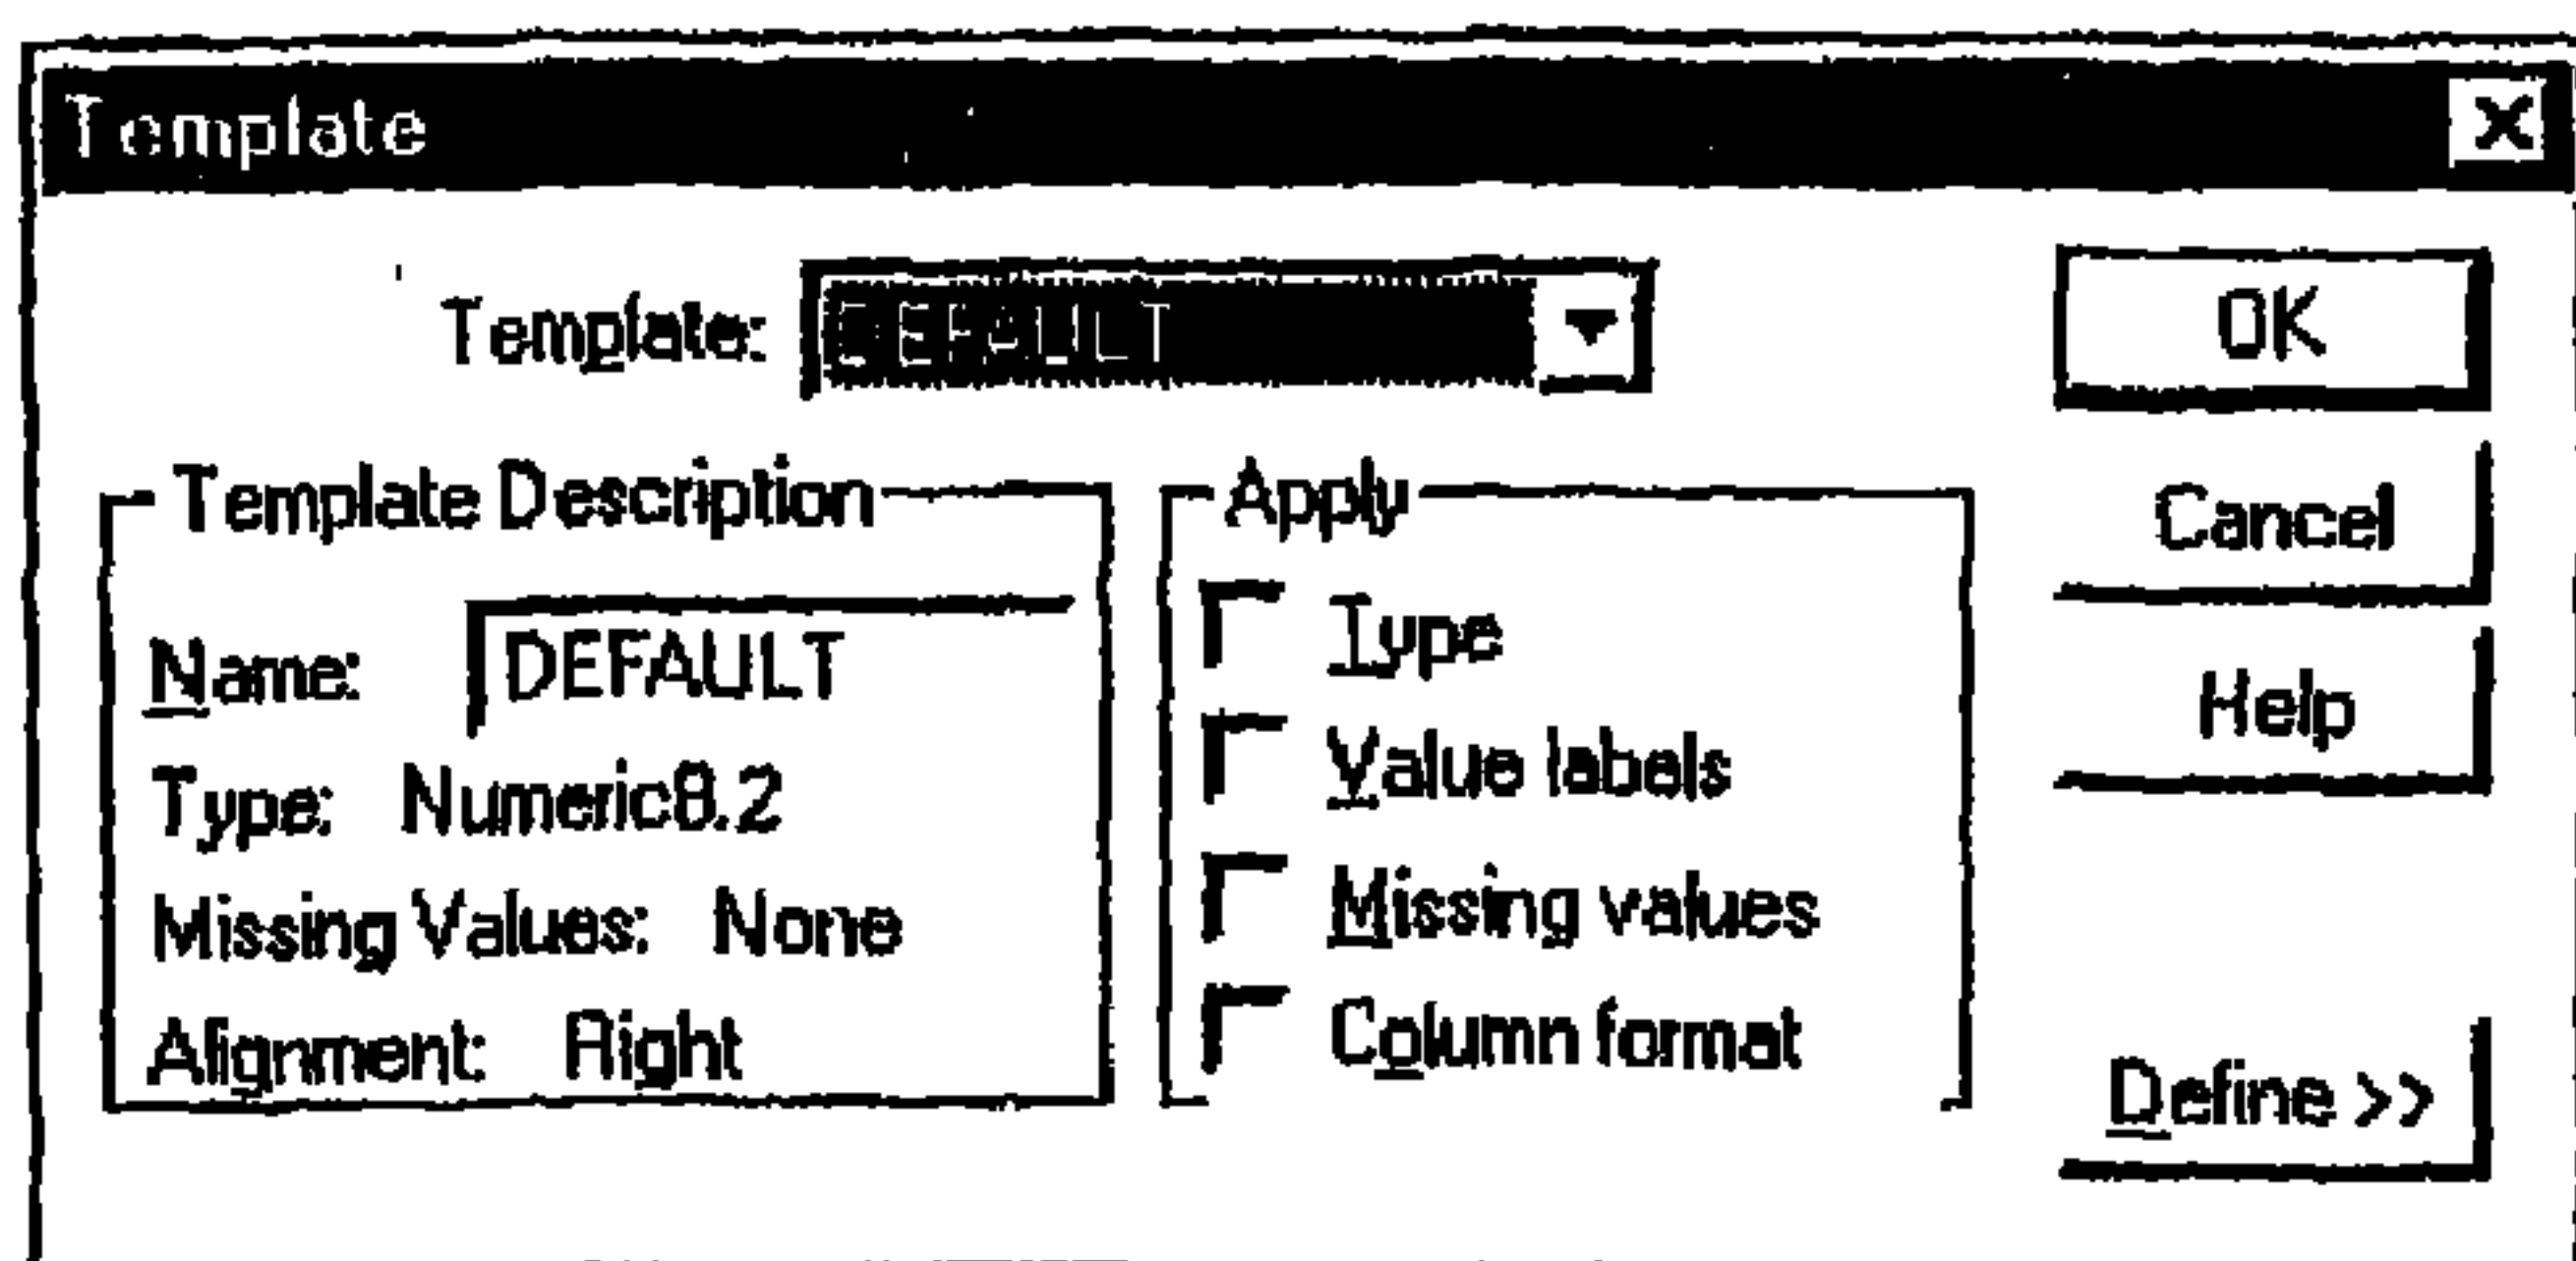 Template
Template: DEFAULT
OK
Template Description
Name: DEFAULT
Type: Numeric8.2
Missing Values: None
Alignment: Right
Apply
Type
Value labels
Missing values
Column format
Cancel
Help
Define >>